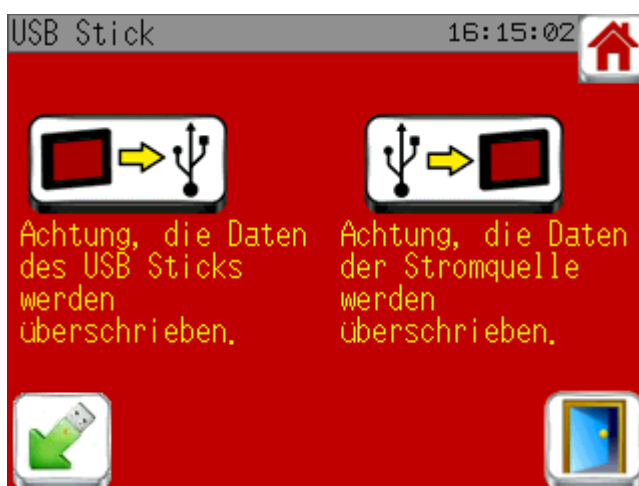 USB Stick 16:15:02
Achtung, die Daten
des USB Sticks
werden
überschrieben.
Achtung, die Daten
der Stromquelle
werden
überschrieben.